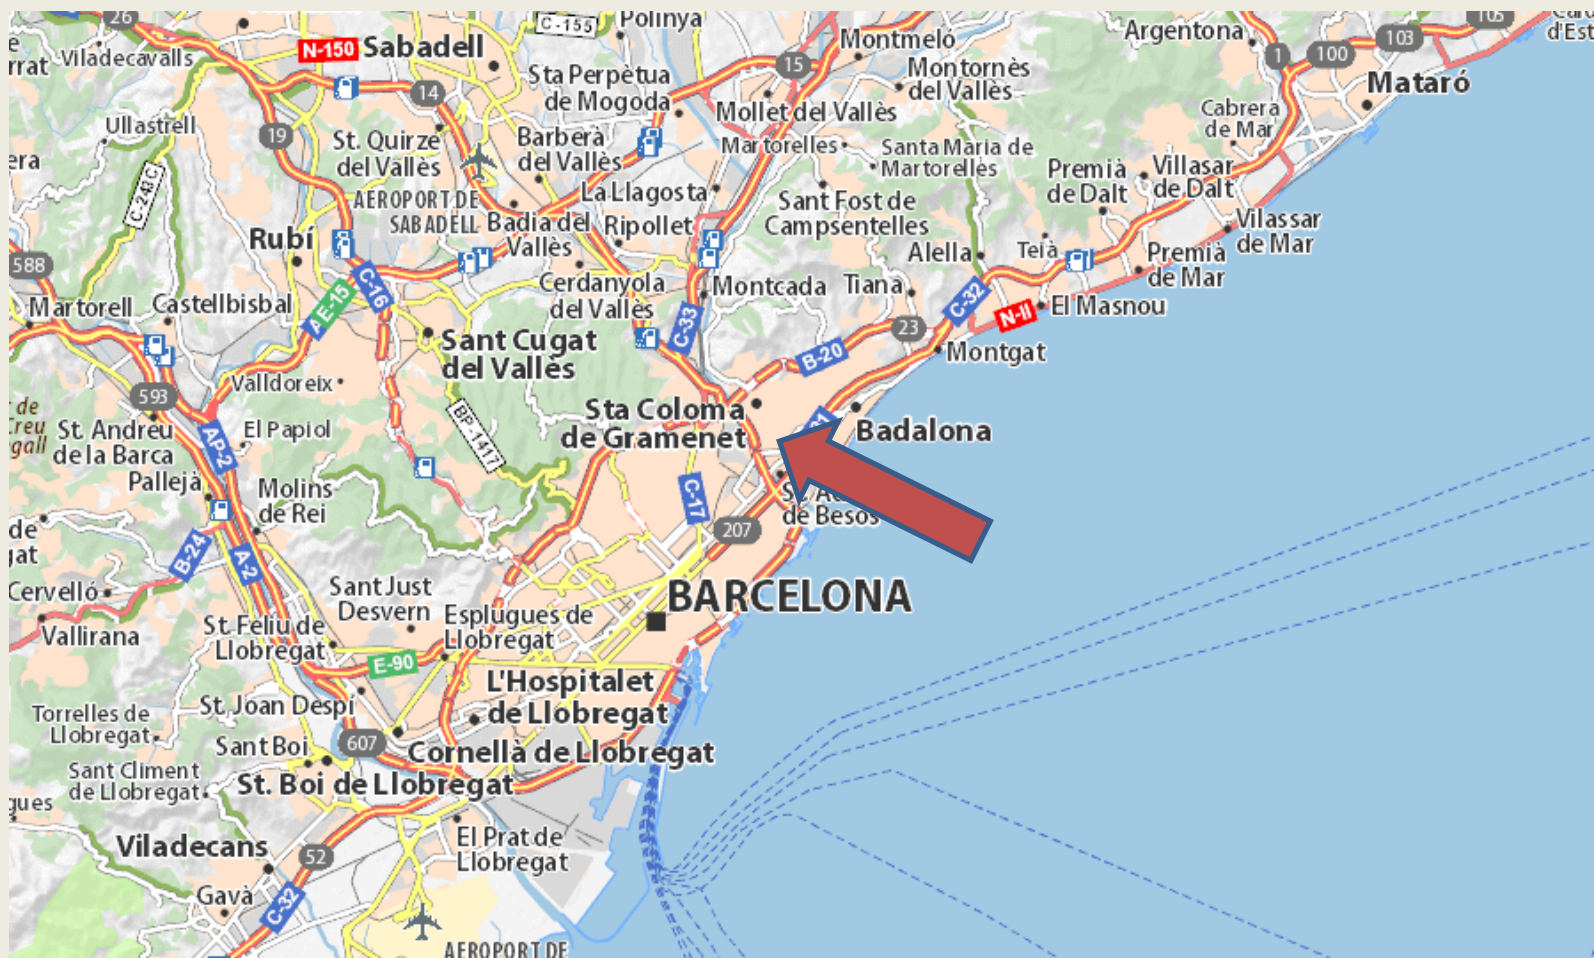 26
Viladecavalls
N-150
Sabadell
C-155
Polinyà
Montmeló
Argentona
103
1
100
103
Mataró
15
14
Sta Perpètua
de Mogoda
Montornès
del Vallès
Mollet del Vallès
Cabrera
de Mar
Ullastrell
19
St. Quirze
del Vallès
Barberà
del Vallès
Martorelles
Santa Maria de
Martorelles
Premià
de Dalt
Villasar
de Dalt
C-243C
AEROPORT DE
SABADELL
La Llagosta
Sant Fost de
Campsentelles
Badia del
Vallès
Ripollet
Rubí
Vilassar
de Mar
Alella
Teià
Premià
de Mar
588
C-16
Cerdanyola
del Vallès
Montcada
Tiana
C-32
Martorell
Castellbisbal
E-15
C-33
N-II
El Masnou
23
Sant Cugat
del Vallès
B-20
Montgat
593
Valldoreix
BP-1417
Sta Coloma
de Gramenet
Badalona
St. Andreu
de la Barca
El Papiol
AP-2
Pallejà
Molins
de Rei
C-17
de Besòs
207
B-24
A-2
Cervelló
Sant Just
Desvern
BARCELONA
Vallirana
St. Feliu de
Llobregat
Esplugues de
Llobregat
E-90
L'Hospitalet
de Llobregat
St. Joan Despí
Torrelles de
Llobregat
Sant Boi
607
Cornellà de Llobregat
Sant Climent
de Llobregat
St. Boi de Llobregat
Viladecans
52
El Prat de
Llobregat
Gavà
C-32
AEROPORT DE